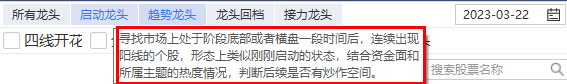 所有龙头 启动龙头 趋势龙头 龙头回档 接力龙头 2023-03-22
四线开花
寻找市场上处于阶段底部或者横盘一段时间后，连续出现
阳线的个股，形态上类似刚刚启动的状态，结合资金面和
所属主题的热度情况，判断后续是否有炒作空间。
搜索股票名称